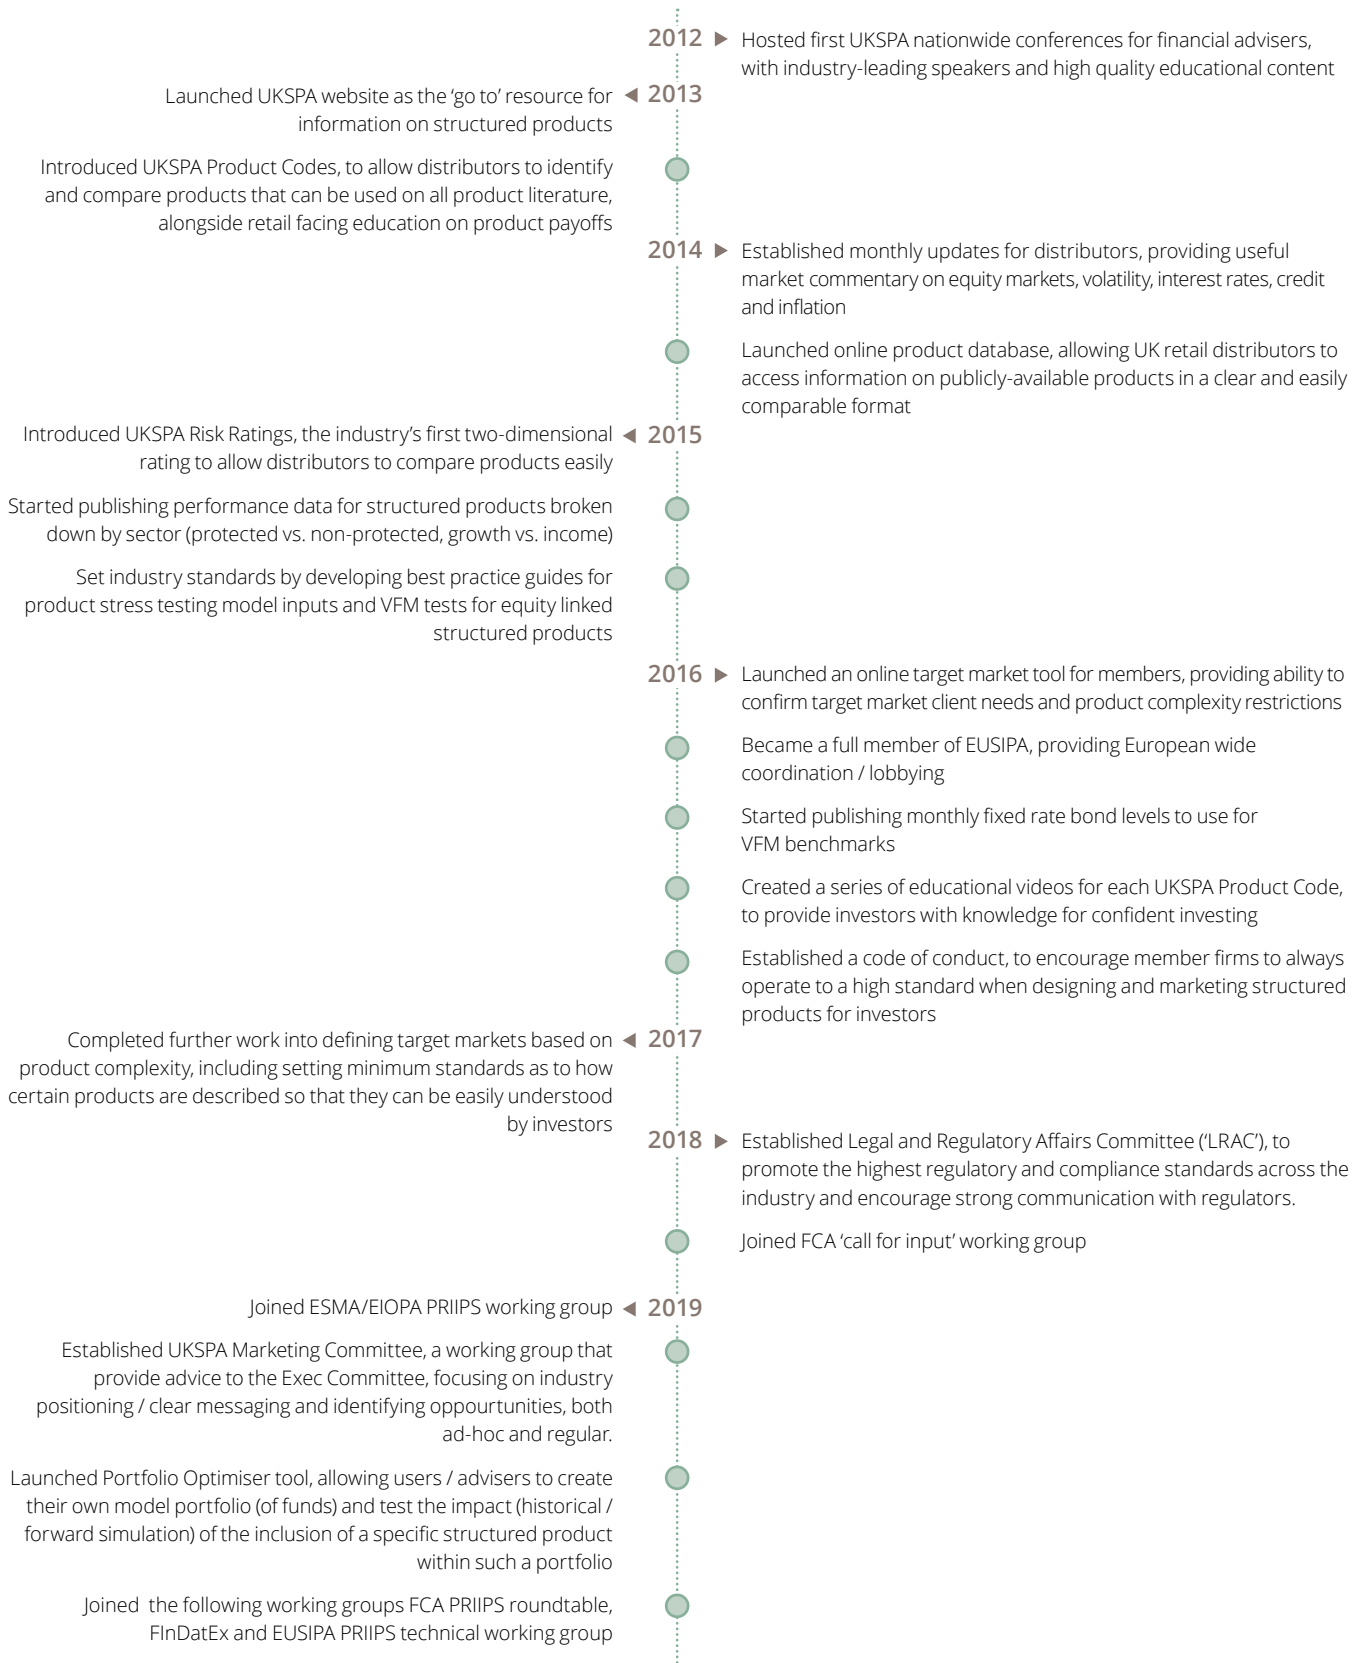 2012
Hosted first UKSPA nationwide conferences for financial advisers,
with industry-leading speakers and high quality educational content
2013
Launched UKSPA website as the ‘go to’ resource for
information on structured products
Introduced UKSPA Product Codes, to allow distributors to identify
and compare products that can be used on all product literature,
alongside retail facing education on product payoffs
2014
Established monthly updates for distributors, providing useful
market commentary on equity markets, volatility, interest rates, credit
and inflation
Launched online product database, allowing UK retail distributors to
access information on publicly-available products in a clear and easily
comparable format
2015
Introduced UKSPA Risk Ratings, the industry’s first two-dimensional
rating to allow distributors to compare products easily
Started publishing performance data for structured products broken
down by sector (protected vs. non-protected, growth vs. income)
Set industry standards by developing best practice guides for
product stress testing model inputs and VFM tests for equity linked
structured products
2016
Launched an online target market tool for members, providing ability to
confirm target market client needs and product complexity restrictions
Became a full member of EUSIPA, providing European wide
coordination / lobbying
Started publishing monthly fixed rate bond levels to use for
VFM benchmarks
Created a series of educational videos for each UKSPA Product Code,
to provide investors with knowledge for confident investing
Established a code of conduct, to encourage member firms to always
operate to a high standard when designing and marketing structured
products for investors
2017
Completed further work into defining target markets based on
product complexity, including setting minimum standards as to how
certain products are described so that they can be easily understood
by investors
2018
Established Legal and Regulatory Affairs Committee (‘LRAC’), to
promote the highest regulatory and compliance standards across the
industry and encourage strong communication with regulators.
Joined FCA ‘call for input’ working group
2019
Joined ESMA/EIOPA PRIIPS working group
Established UKSPA Marketing Committee, a working group that
provide advice to the Exec Committee, focusing on industry
positioning / clear messaging and identifying oppourtunities, both
ad-hoc and regular.
Launched Portfolio Optimiser tool, allowing users / advisers to create
their own model portfolio (of funds) and test the impact (historical /
forward simulation) of the inclusion of a specific structured product
within such a portfolio
Joined the following working groups FCA PRIIPS roundtable,
FInDatEx and EUSIPA PRIIPS technical working group